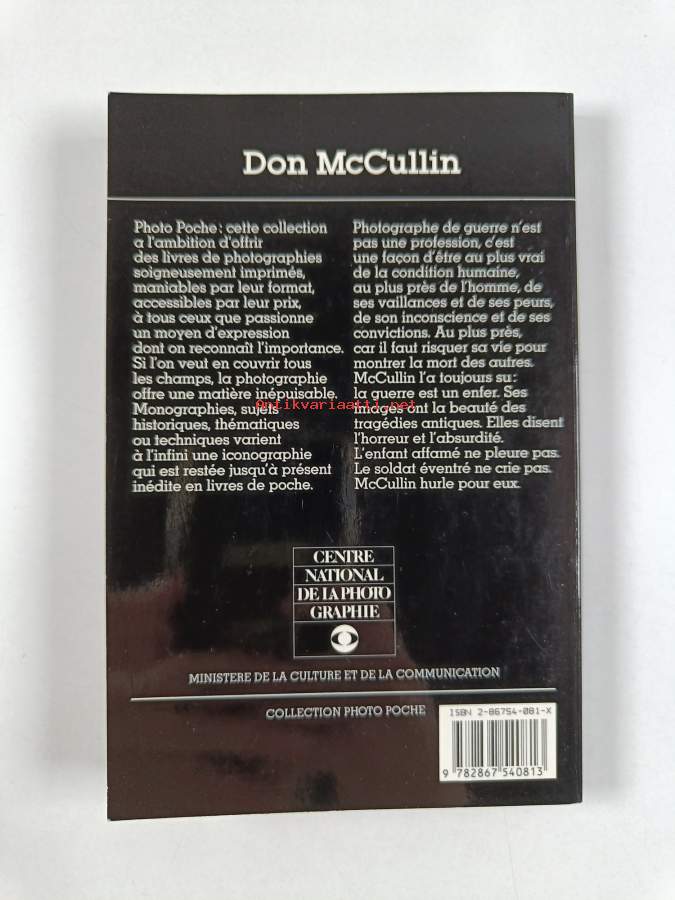 Don McCullin
Photo Poche : cette collection
a l'ambition d'offrir
des livres de photographies
soigneusement imprimés,
maniables par leur format,
accessibles par leur prix,
à tous ceux que passionne
un moyen d'expression
dont on reconnaît l'importance.
Si l'on veut en couvrir tous
les champs, la photographie
offre une matière inépuisable.
Monographies, sujets
historiques, thématiques
ou techniques varient
à l'infini une iconographie
qui est restée jusqu'à présent
inédite en livres de poche.
Photographe de guerre n'est
pas une profession, c'est
une façon d'être au plus vrai
de la condition humaine,
au plus près de l'homme, de
ses vaillances et de ses peurs,
de son inconscience et de ses
convictions. Au plus près,
car il faut risquer sa vie pour
montrer la mort des autres.
McCullin l'a toujours su :
la guerre est un enfer. Ses
images ont la beauté des
tragédies antiques. Elles disent
l'horreur et l'absurdité.
L'enfant affamé ne pleure pas.
Le soldat éventré ne crie pas.
McCullin hurle pour eux.
Antikvariaatti.net
CENTRE
NATIONAL
DE LA PHOTO
GRAPHIE
MINISTERE DE LA CULTURE ET DE LA COMMUNICATION
COLLECTION PHOTO POCHE
ISBN 2-86754-081-X
9 782867 540813